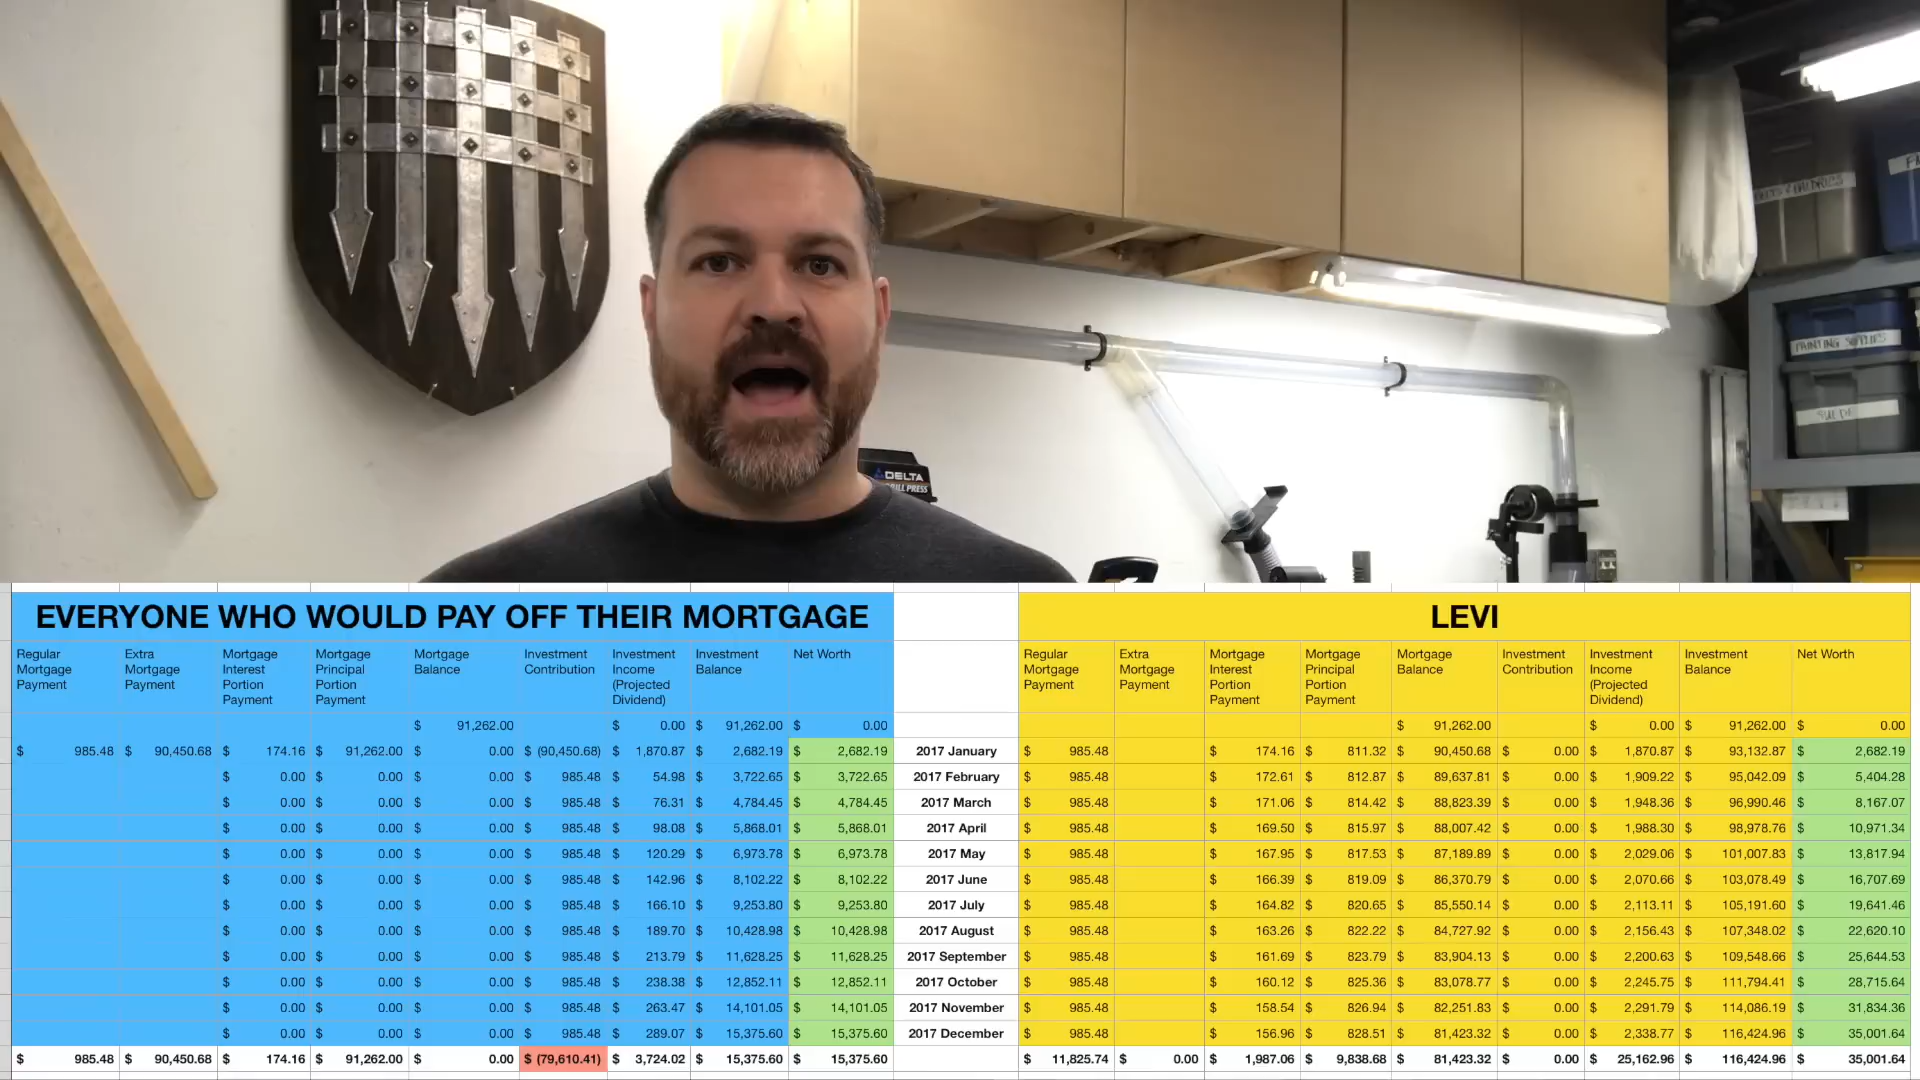 DELTA
DRILL PRESS
PAINTING SUPPLIES
EVERYONE WHO WOULD PAY OFF THEIR MORTGAGE
Regular Mortgage Payment
Extra Mortgage Payment
Mortgage Interest Portion Payment
Mortgage Principal Portion Payment
Mortgage Balance
Investment Contribution
Investment Income (Projected Dividend)
Investment Balance
Net Worth
LEVI
Regular Mortgage Payment
Extra Mortgage Payment
Mortgage Interest Portion Payment
Mortgage Principal Portion Payment
Mortgage Balance
Investment Contribution
Investment Income (Projected Dividend)
Investment Balance
Net Worth
$ 91,262.00 $ 0.00 $ 91,262.00 $ 0.00 $ 91,262.00 $ 0.00 $ 91,262.00 $ 0.00
$ 985.48 $ 90,450.68 $ 174.16 $ 91,262.00 $ 0.00 $ (90,450.68) $ 1,870.87 $ 2,682.19 $ 2,682.19 2017 January $ 985.48 $ 174.16 $ 811.32 $ 90,450.68 $ 0.00 $ 1,870.87 $ 93,132.87 $ 2,682.19
$ 0.00 $ 0.00 $ 0.00 $ 985.48 $ 54.98 $ 3,722.65 $ 3,722.65 2017 February $ 985.48 $ 172.61 $ 812.87 $ 89,637.81 $ 0.00 $ 1,909.22 $ 95,042.09 $ 5,404.28
$ 0.00 $ 0.00 $ 0.00 $ 985.48 $ 76.31 $ 4,784.45 $ 4,784.45 2017 March $ 985.48 $ 171.06 $ 814.42 $ 88,823.39 $ 0.00 $ 1,948.36 $ 96,990.46 $ 8,167.07
$ 0.00 $ 0.00 $ 0.00 $ 985.48 $ 98.08 $ 5,868.01 $ 5,868.01 2017 April $ 985.48 $ 169.50 $ 815.97 $ 88,007.42 $ 0.00 $ 1,988.30 $ 98,978.76 $ 10,971.34
$ 0.00 $ 0.00 $ 0.00 $ 985.48 $ 120.29 $ 6,973.78 $ 6,973.78 2017 May $ 985.48 $ 167.95 $ 817.53 $ 87,189.89 $ 0.00 $ 2,029.06 $ 101,007.83 $ 13,817.94
$ 0.00 $ 0.00 $ 0.00 $ 985.48 $ 142.96 $ 8,102.22 $ 8,102.22 2017 June $ 985.48 $ 166.39 $ 819.09 $ 86,370.79 $ 0.00 $ 2,070.66 $ 103,078.49 $ 16,707.69
$ 0.00 $ 0.00 $ 0.00 $ 985.48 $ 166.10 $ 9,253.80 $ 9,253.80 2017 July $ 985.48 $ 164.82 $ 820.65 $ 85,550.14 $ 0.00 $ 2,113.11 $ 105,191.60 $ 19,641.46
$ 0.00 $ 0.00 $ 0.00 $ 985.48 $ 189.70 $ 10,428.98 $ 10,428.98 2017 August $ 985.48 $ 163.26 $ 822.22 $ 84,727.92 $ 0.00 $ 2,156.43 $ 107,348.02 $ 22,620.10
$ 0.00 $ 0.00 $ 0.00 $ 985.48 $ 213.79 $ 11,628.25 $ 11,628.25 2017 September $ 985.48 $ 161.69 $ 823.79 $ 83,904.13 $ 0.00 $ 2,200.63 $ 109,548.66 $ 25,644.53
$ 0.00 $ 0.00 $ 0.00 $ 985.48 $ 238.38 $ 12,852.11 $ 12,852.11 2017 October $ 985.48 $ 160.12 $ 825.36 $ 83,078.77 $ 0.00 $ 2,245.75 $ 111,794.41 $ 28,715.64
$ 0.00 $ 0.00 $ 0.00 $ 985.48 $ 263.47 $ 14,101.05 $ 14,101.05 2017 November $ 985.48 $ 158.54 $ 826.94 $ 82,251.83 $ 0.00 $ 2,291.79 $ 114,086.19 $ 31,834.36
$ 0.00 $ 0.00 $ 0.00 $ 985.48 $ 289.07 $ 15,375.60 $ 15,375.60 2017 December $ 985.48 $ 156.96 $ 828.51 $ 81,423.32 $ 0.00 $ 2,338.77 $ 116,424.96 $ 35,001.64
$ 985.48 $ 90,450.68 $ 174.16 $ 91,262.00 $ 0.00 $ (79,610.41) $ 3,724.02 $ 15,375.60 $ 15,375.60 $ 11,825.74 $ 0.00 $ 1,987.06 $ 9,838.68 $ 81,423.32 $ 0.00 $ 25,162.96 $ 116,424.96 $ 35,001.64